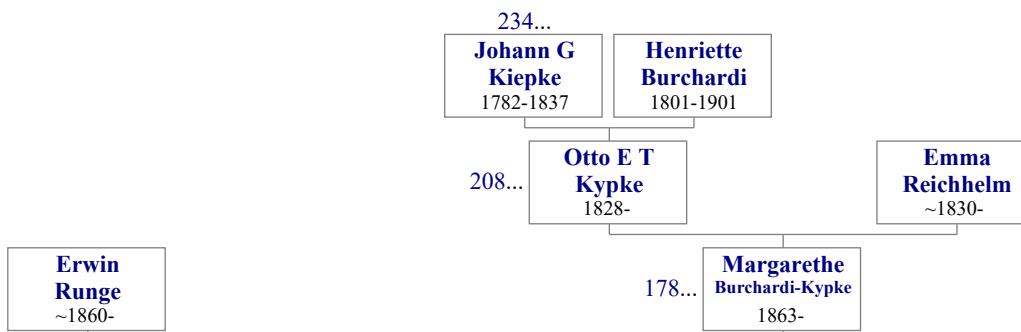 234...
Johann G
Kiepke
1782-1837
Henriette
Burchardi
1801-1901
208...
Otto E T
Kypke
1828-
Emma
Reichhelm
~1830-
Erwin
Runge
~1860-
178...
Margarethe
Burchardi-Kypke
1863-